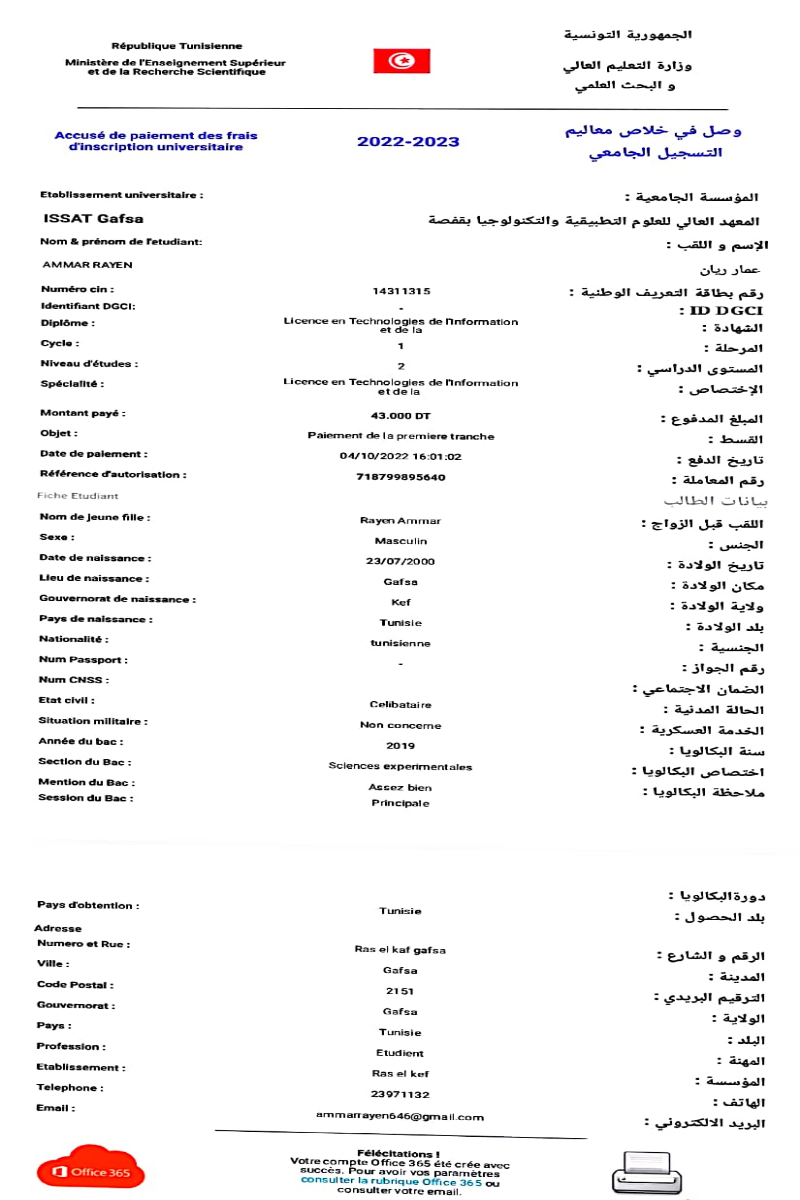 République Tunisienne
الجمهورية التونسية
Ministère de l'Enseignement Supérieur
et de la Recherche Scientifique
وزارة التعليم العالي
و البحث العلمي
Accusé de paiement des frais
d'inscription universitaire
2022-2023
وصل في خلاص معاليم
التسجيل الجامعي
Etablissement universitaire :
المؤسسة الجامعية :
ISSAT Gafsa
المعهد العالي للعلوم التطبيقية والتكنولوجيا بقفصة
Nom & prénom de l'etudiant:
الإسم و اللقب :
AMMAR RAYEN
عمار ريان
Numéro cin :
14311315
رقم بطاقة التعريف الوطنية :
Identifiant DGCI:
-
ID DGCI :
Diplôme :
Licence en Technologies de l'Information
et de la
الشهادة :
Cycle :
1
المرحلة :
Niveau d'études :
2
المستوى الدراسي :
Spécialité :
Licence en Technologies de l'Information
et de la
الإختصاص :
Montant payé :
43.000 DT
المبلغ المدفوع :
Objet :
Paiement de la premiere tranche
القسط :
Date de paiement :
04/10/2022 16:01:02
تاريخ الدفع :
Référence d'autorisation :
718799895640
رقم المعاملة :
Fiche Etudiant
بيانات الطالب
Nom de jeune fille :
Rayen Ammar
اللقب قبل الزواج :
Sexe :
Masculin
الجنس :
Date de naissance :
23/07/2000
تاريخ الولادة :
Lieu de naissance :
Gafsa
مكان الولادة :
Gouvernorat de naissance :
Kef
ولاية الولادة :
Pays de naissance :
Tunisie
بلد الولادة :
Nationalité :
tunisienne
الجنسية :
Num Passport :
-
رقم الجواز :
Num CNSS :
الضمان الاجتماعي :
Etat civil :
Celibataire
الحالة المدنية :
Situation militaire :
Non concerne
الخدمة العسكرية :
Année du bac :
2019
سنة البكالويا :
Section du Bac :
Sciences experimentales
اختصاص البكالويا :
Mention du Bac :
Assez bien
ملاحظة البكالويا :
Session du Bac :
Principale
دورةالبكالويا :
Pays d'obtention :
Tunisie
بلد الحصول :
Adresse
Numero et Rue :
Ras el kaf gafsa
الرقم و الشارع :
Ville :
Gafsa
المدينة :
Code Postal :
2151
الترقيم البريدي :
Gouvernorat :
Gafsa
الولاية :
Pays :
Tunisie
البلد :
Profession :
Etudient
المهنة :
Etablissement :
Ras el kef
المؤسسة :
Telephone :
23971132
الهاتف :
Email :
ammarrayen646@gmail.com
البريد الالكتروني :
Office 365
Félécitations !
Votre compte Office 365 été crée avec
succès. Pour avoir vos paramètres
consulter la rubrique Office 365 ou
consulter votre email.